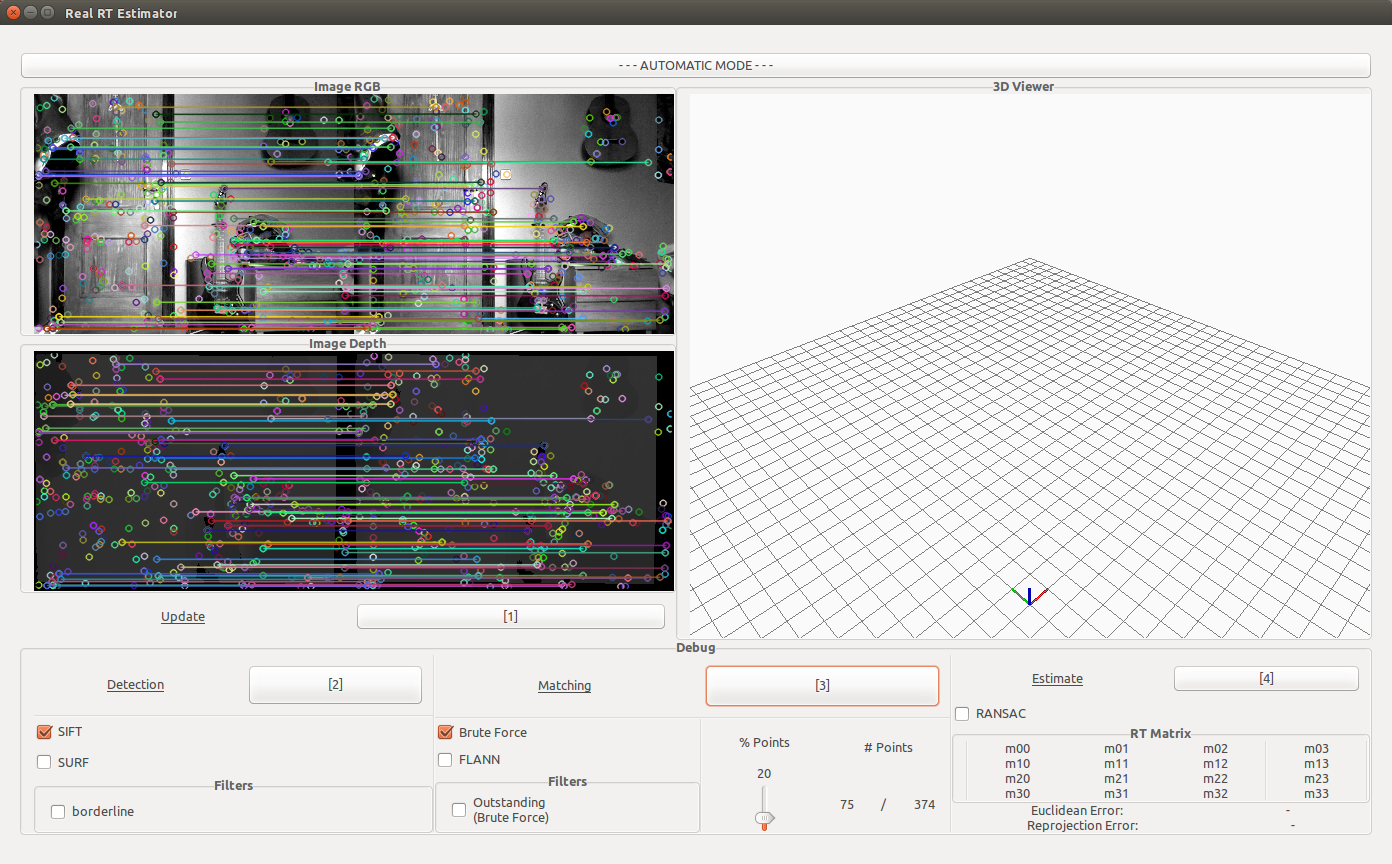 Real RT Estimator
- - - AUTOMATIC MODE - - -
Image RGB
3D Viewer
Image Depth
Update
[1]
Debug
Detection
[2]
Matching
[3]
Estimate
[4]
SIFT
SURF
Filters
borderline
Brute Force
FLANN
Filters
Outstanding
(Brute Force)
% Points
# Points
20
75 / 374
RANSAC
RT Matrix
m00 m01 m02 m03
m10 m11 m12 m13
m20 m21 m22 m23
m30 m31 m32 m33
Euclidean Error: -
Reprojection Error: -